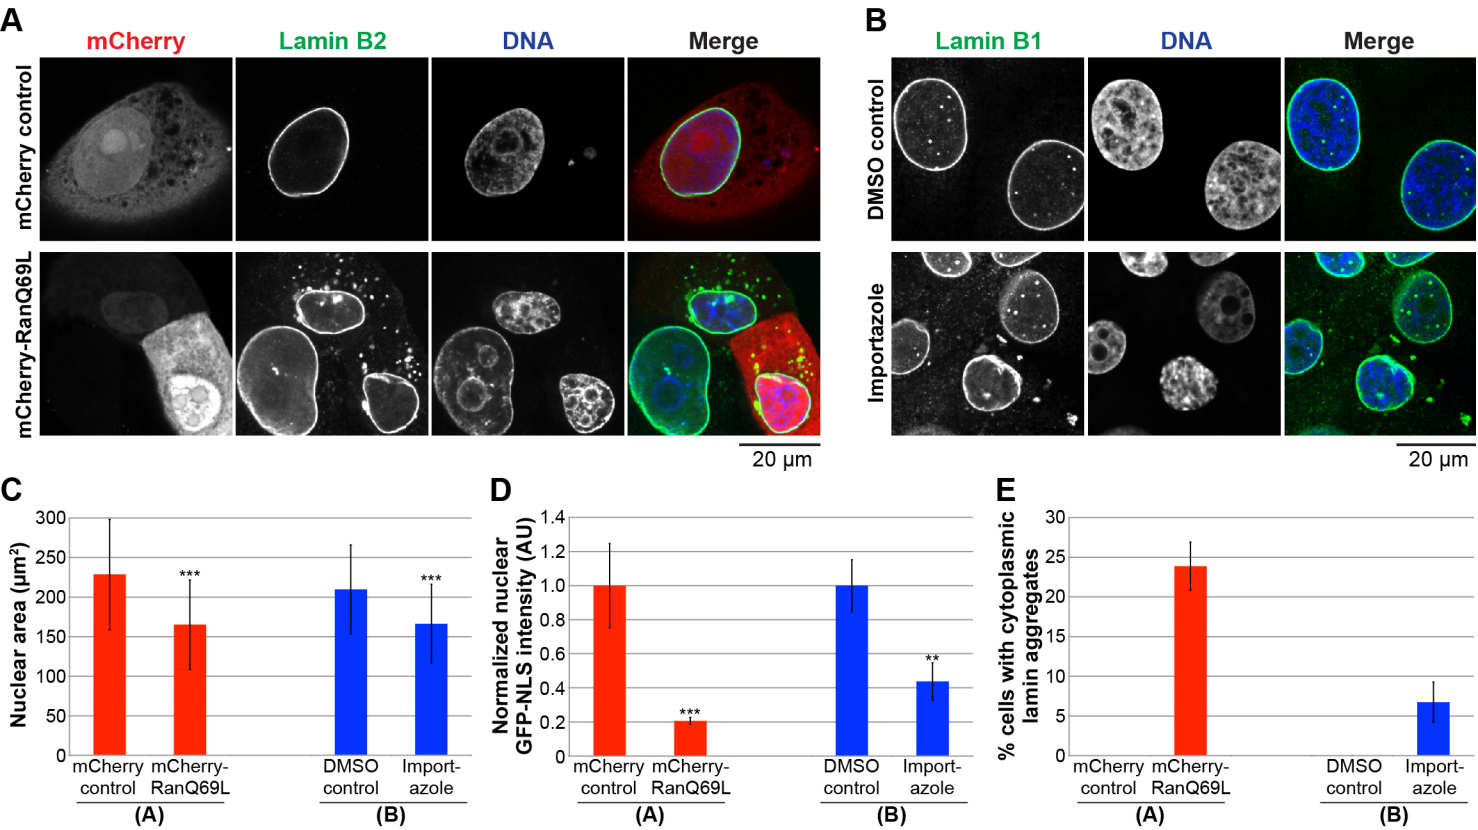 A
mCherry
Lamin B2
DNA
Merge
mCherry control
mCherry-RanQ69L
20 µm
B
Lamin B1
DNA
Merge
DMSO control
Importazole
20 µm
C
Nuclear area (µm²)
300
250
200
150
100
50
0
***
***
mCherry control
mCherry-RanQ69L
DMSO control
Import-azole
(A)
(B)
D
Normalized nuclear
GFP-NLS intensity (AU)
1.4
1.2
1.0
0.8
0.6
0.4
0.2
0
***
**
mCherry control
mCherry-RanQ69L
DMSO control
Import-azole
(A)
(B)
E
% cells with cytoplasmic
lamin aggregates
30
25
20
15
10
5
0
mCherry control
mCherry-RanQ69L
DMSO control
Import-azole
(A)
(B)